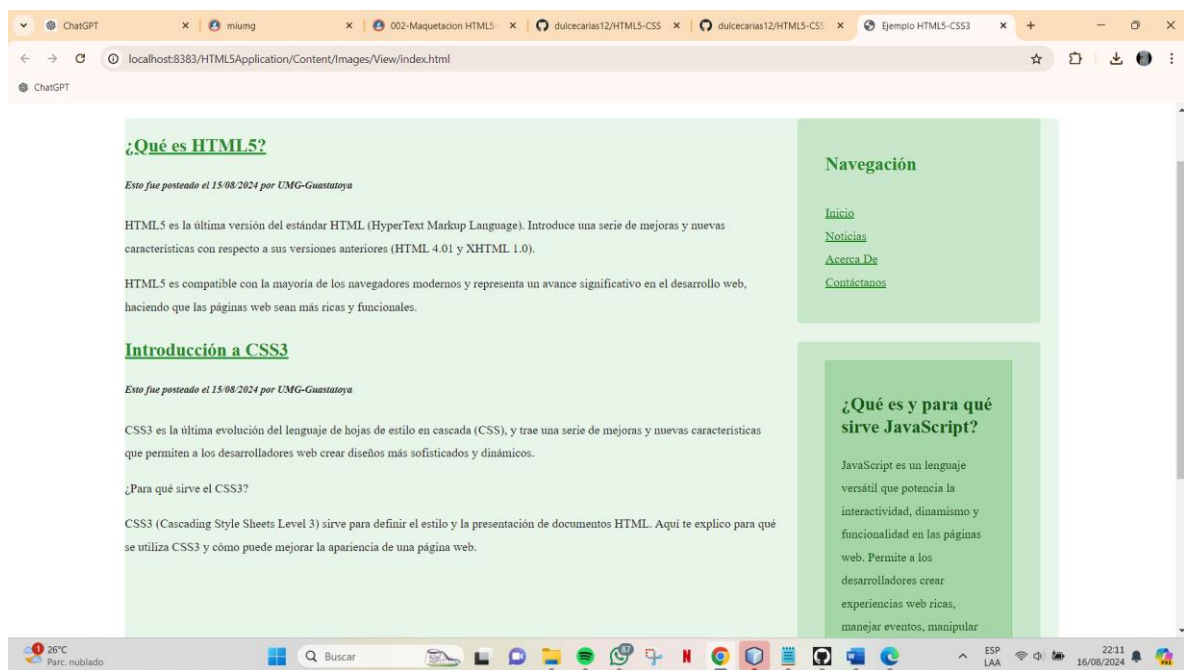 ChatGPT
miumg
002-Maquetacion HTML5-
dulcecarias12/HTML5-CSS
dulcecarias12/HTML5-CSS
Ejemplo HTML5-CSS3
localhost:8383/HTML5Application/Content/Images/View/index.html
ChatGPT
¿Qué es HTML5?
Esto fue posteado el 15/08/2024 por UMG-Guastatoya
HTML5 es la última versión del estándar HTML (HyperText Markup Language). Introduce una serie de mejoras y nuevas
características con respecto a sus versiones anteriores (HTML 4.01 y XHTML 1.0).
HTML5 es compatible con la mayoría de los navegadores modernos y representa un avance significativo en el desarrollo web,
haciendo que las páginas web sean más ricas y funcionales.
Introducción a CSS3
Esto fue posteado el 15/08/2024 por UMG-Guastatoya
CSS3 es la última evolución del lenguaje de hojas de estilo en cascada (CSS), y trae una serie de mejoras y nuevas características
que permiten a los desarrolladores web crear diseños más sofisticados y dinámicos.
¿Para qué sirve el CSS3?
CSS3 (Cascading Style Sheets Level 3) sirve para definir el estilo y la presentación de documentos HTML. Aquí te explico para qué
se utiliza CSS3 y cómo puede mejorar la apariencia de una página web.
Navegación
Inicio
Noticias
Acerca De
Contáctanos
¿Qué es y para qué
sirve JavaScript?
JavaScript es un lenguaje
versátil que potencia la
interactividad, dinamismo y
funcionalidad en las páginas
web. Permite a los
desarrolladores crear
experiencias web ricas,
manejar eventos, manipular
1
26°C
Parc. nublado
Buscar
87
N
W
ESP
LAA
22:11
16/08/2024